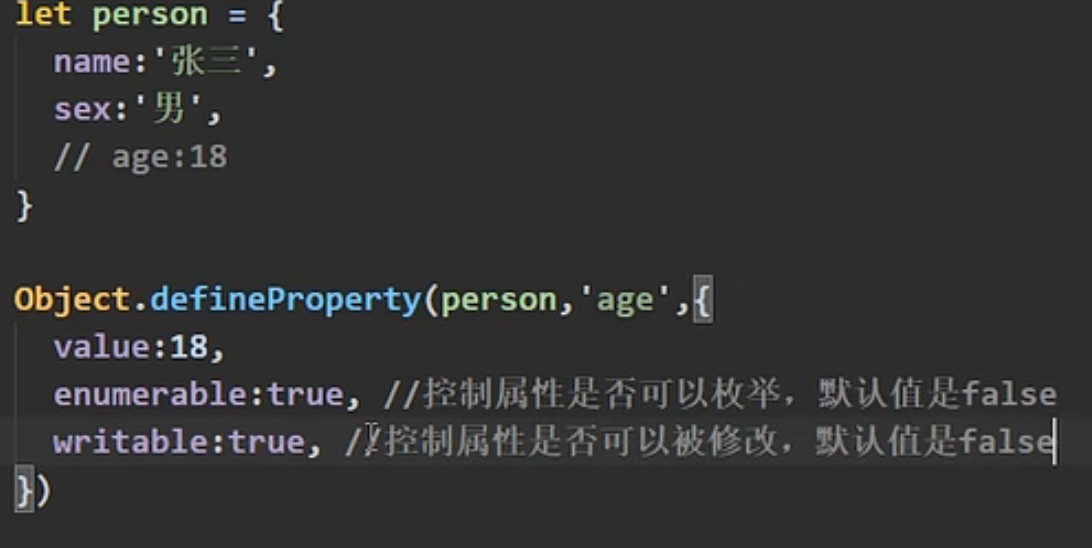 let person = {
name:'张三',
sex:'男',
// age:18
}
Object.defineProperty(person,'age',{
value:18,
enumerable:true, //控制属性是否可以枚举，默认值是false
writable:true, //控制属性是否可以被修改，默认值是false
})